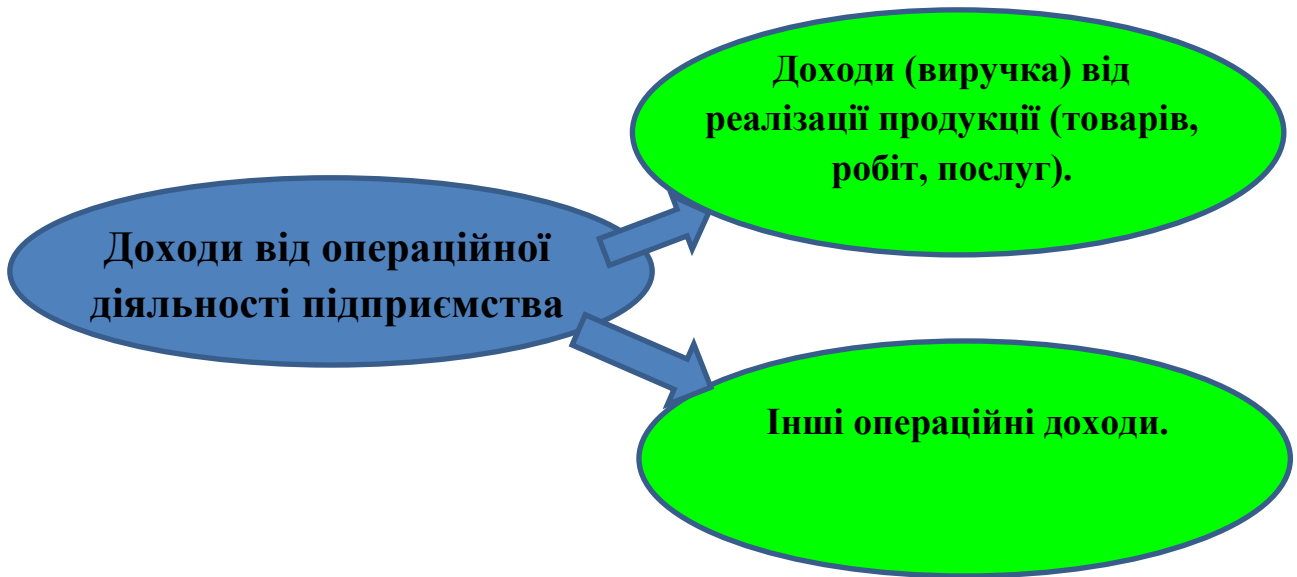 Доходи (виручка) від
реалізації продукції (товарів,
робіт, послуг).
Доходи від операційної
діяльності підприємства
Інші операційні доходи.